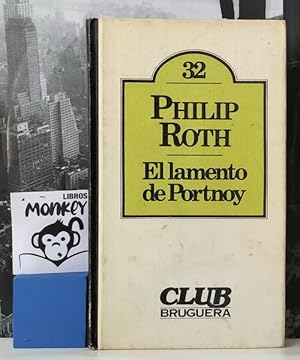 32
PHILIP
ROTH
El lamento
de Portnoy
CLUB
BRUGUERA
LIBROS
MONKEY